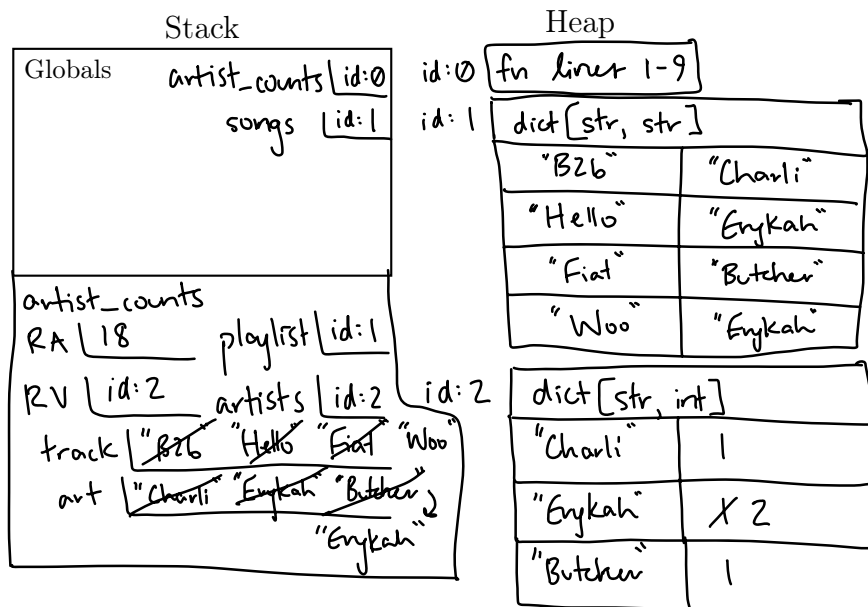 Stack
Heap
Globals
artist_counts id:0
songs id:1
id:0 fn lines 1-9
id:1 dict[str, str]
"B26" "Charli"
"Hello" "Erykah"
"Fiat" "Butcher"
"Woo" "Erykah"
artist_counts
RA 18 playlist id:1
RV id:2 artists id:2
track "B26" "Hello" "Fiat" "Woo"
art "Charli" "Erykah" "Butcher"
"Erykah"
id:2 dict[str, int]
"Charli" 1
"Erykah" 1 2
"Butcher" 1